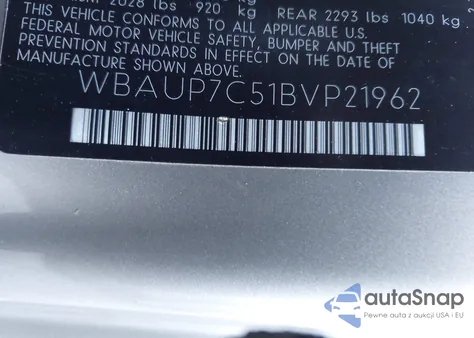 2028 lbs 920 kg REAR 2293 lbs 1040 kg
THIS VEHICLE CONFORMS TO ALL APPLICABLE U.S.
FEDERAL MOTOR VEHICLE SAFETY, BUMPER AND THEFT
PREVENTION STANDARDS IN EFFECT ON THE DATE OF
MANUFACTURE SHOWN ABOVE.
WBAUP7C51BVP21962
autoSnap
Pewne auta z aukcji USA i EU